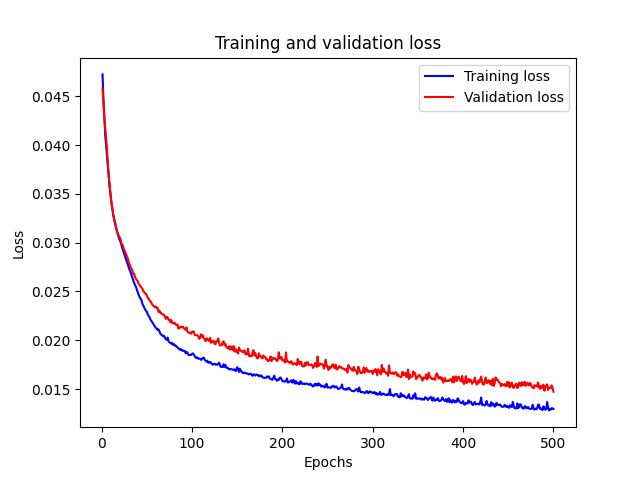 Training and validation loss
Training loss
Validation loss
0.045
0.040
0.035
0.030
0.025
0.020
0.015
Loss
0 100 200 300 400 500
Epochs